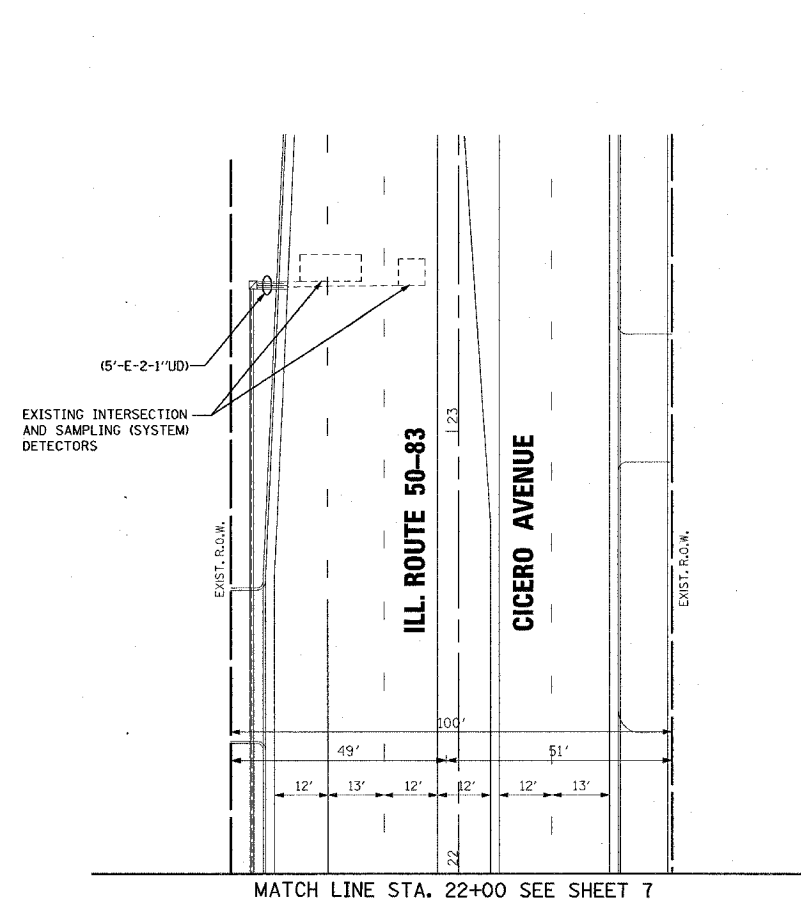 (5'-E-2-1"UD)
EXISTING INTERSECTION
AND SAMPLING (SYSTEM)
DETECTORS
EXIST. R.O.W.
ILL. ROUTE 50-83
23
CICERO AVENUE
EXIST. R.O.W.
100'
49'
51'
12'
13'
12'
12'
12'
13'
22
MATCH LINE STA. 22+00 SEE SHEET 7